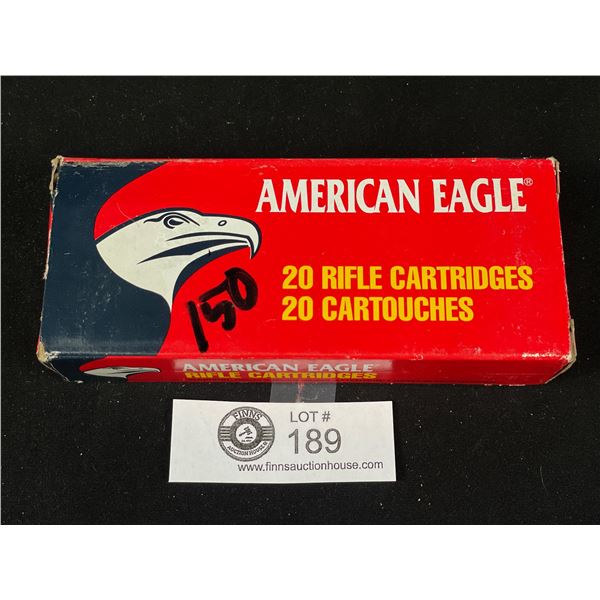 AMERICAN EAGLE®
20 RIFLE CARTRIDGES
20 CARTOUCHES
150
AMERICAN EAGLE
RIFLE CARTRIDGES
FINNS
AUCTION HOUSE
LOT #
189
www.finnsauctionhouse.com